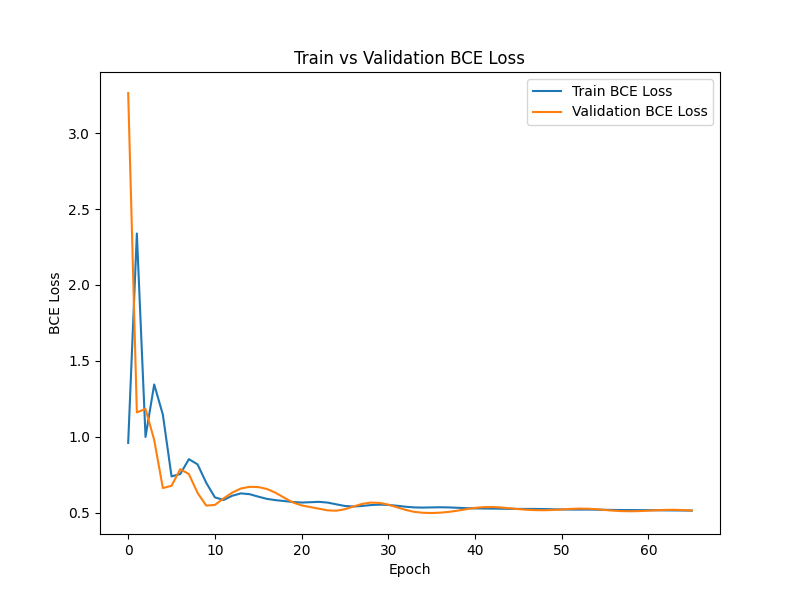 Train vs Validation BCE Loss
Train BCE Loss
Validation BCE Loss
3.0
2.5
2.0
1.5
1.0
0.5
BCE Loss
0 10 20 30 40 50 60
Epoch